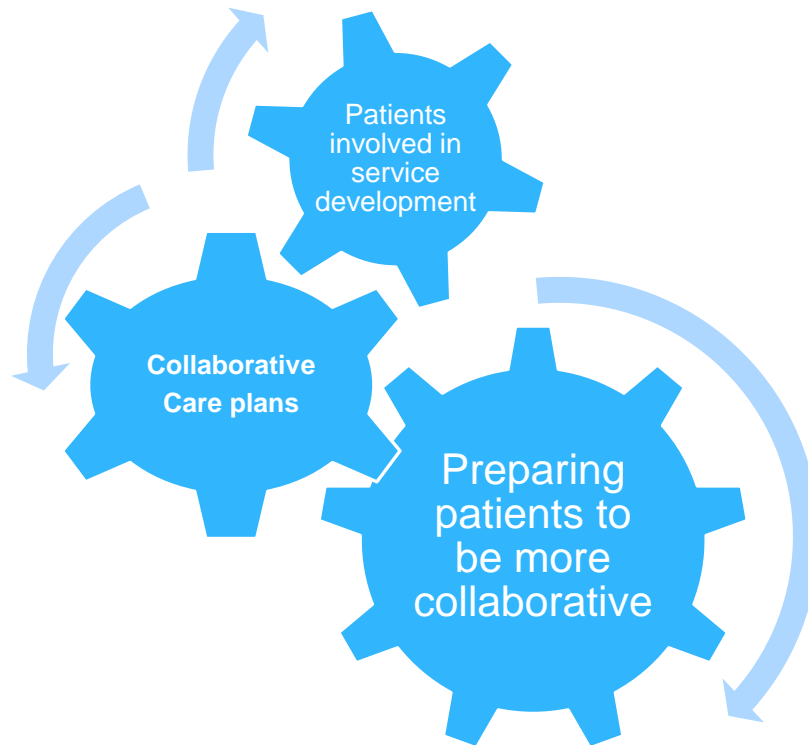 Patients
involved in
service
development
Collaborative
Care plans
Preparing
patients to
be more
collaborative